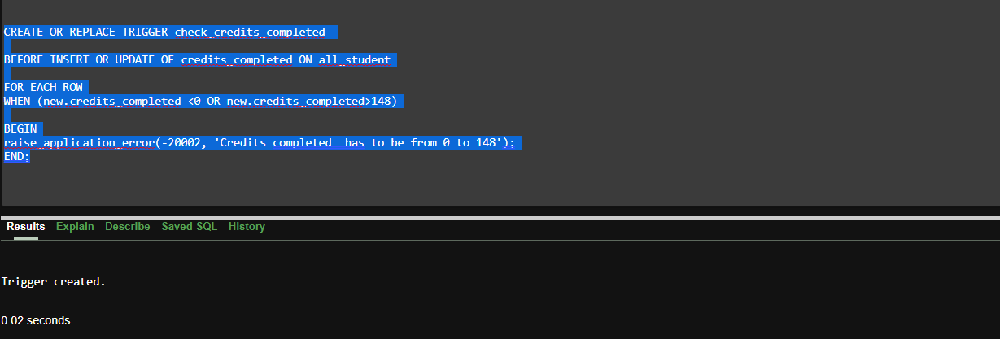 CREATE OR REPLACE TRIGGER check_credits_completed
BEFORE INSERT OR UPDATE OF credits_completed ON all_student
FOR EACH ROW
WHEN (new.credits_completed <0 OR new.credits_completed>148)
BEGIN
raise_application_error(-20002, 'Credits completed  has to be from 0 to 148');
END;
Results Explain Describe Saved SQL History
Trigger created.
0.02 seconds